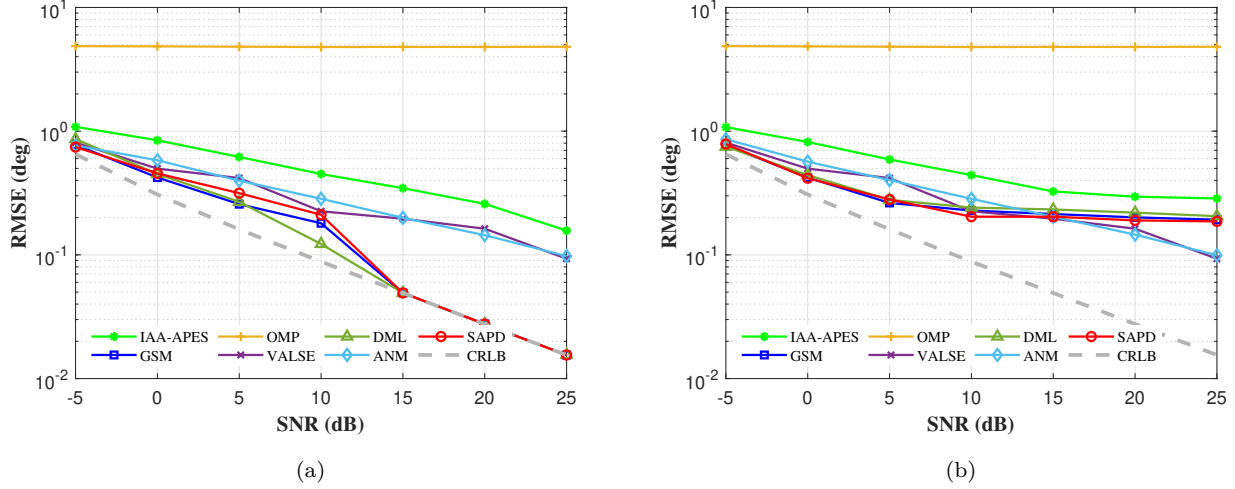 10^1
10^0
10^-1
10^-2
RMSE (deg)
IAA-APES OMP DML SAPD
GSM VALSE ANM CRLB
-5 0 5 10 15 20 25
SNR (dB)
(a)
10^1
10^0
10^-1
10^-2
RMSE (deg)
IAA-APES OMP DML SAPD
GSM VALSE ANM CRLB
-5 0 5 10 15 20 25
SNR (dB)
(b)